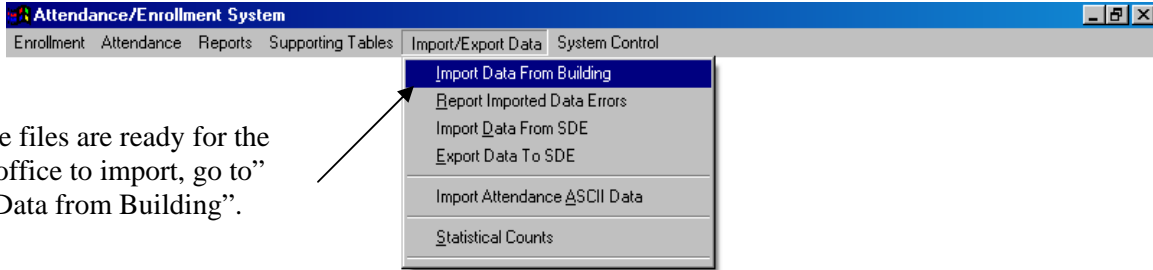 Attendance/Enrollment System
Enrollment Attendance Reports Supporting Tables Import/Export Data System Control
Import Data From Building
Report Imported Data Errors
Import Data From SDE
Export Data To SDE
Import Attendance ASCII Data
Statistical Counts
files are ready for the
office to import, go to”
Data from Building”.